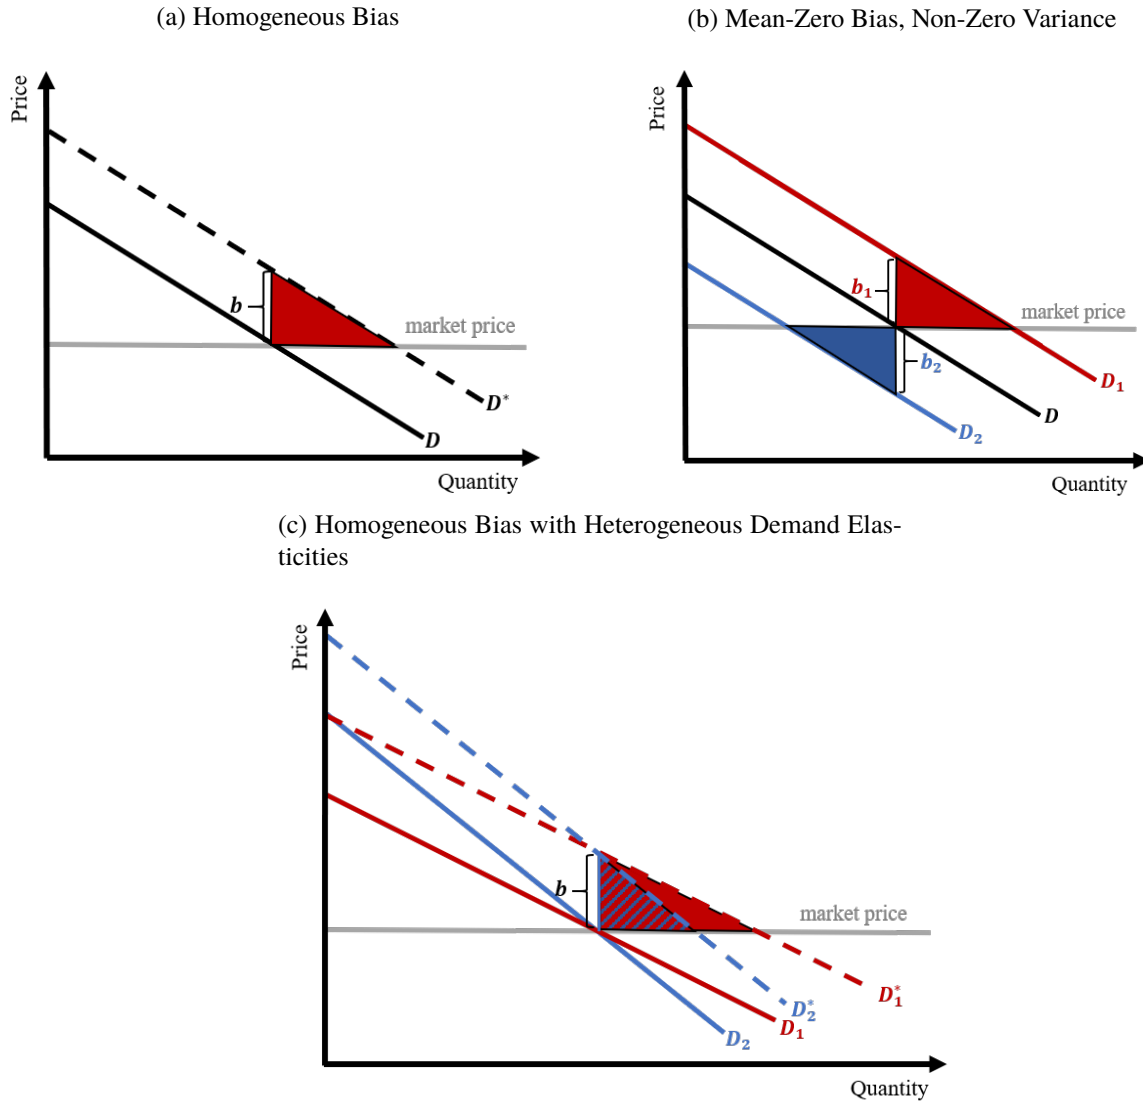 (a) Homogeneous Bias
Price
b
market price
D*
D
Quantity
(b) Mean-Zero Bias, Non-Zero Variance
Price
b₁
market price
b₂
D₁
D
D₂
Quantity
(c) Homogeneous Bias with Heterogeneous Demand Elas-
ticities
Price
b
market price
D₁*
D₂*
D₁
D₂
Quantity